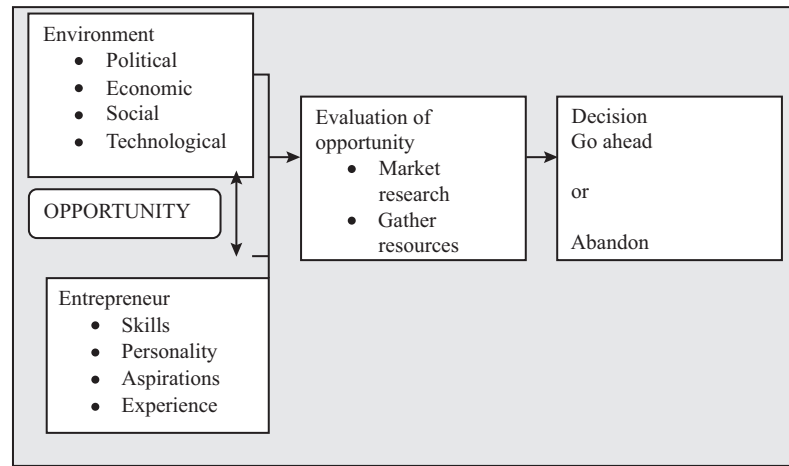 Environment
● Political
● Economic
● Social
● Technological
OPPORTUNITY
Entrepreneur
● Skills
● Personality
● Aspirations
● Experience
Evaluation of
opportunity
● Market
research
● Gather
resources
Decision
Go ahead
or
Abandon